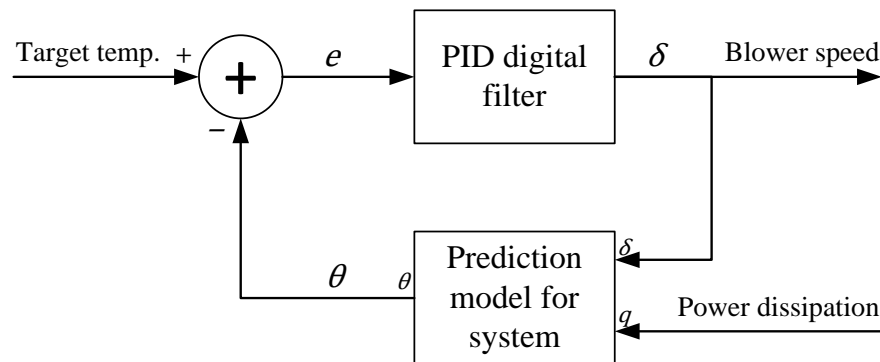 Target temp.
+
+
e
PID digital
filter
δ
Blower speed
−
θ
θ
Prediction
model for
system
δ
q
Power dissipation